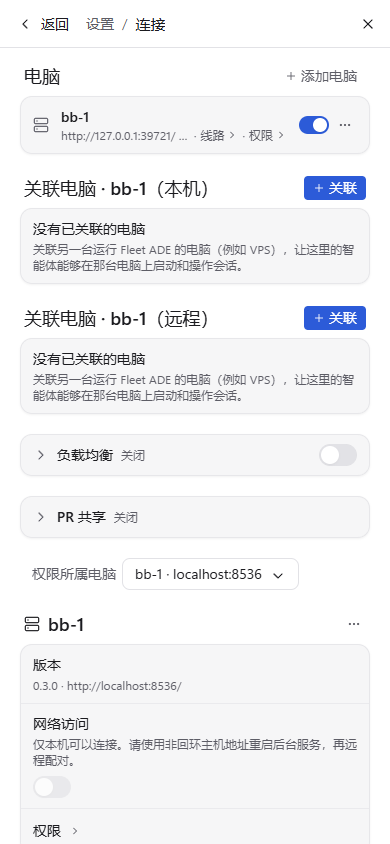 返回 设置 / 连接
电脑 + 添加电脑
bb-1
http://127.0.0.1:39721/ ... · 线路 > · 权限 >
关联电脑 · bb-1（本机） + 关联
没有已关联的电脑
关联另一台运行 Fleet ADE 的电脑（例如 VPS），让这里的智
能体能够在那台电脑上启动和操作会话。
关联电脑 · bb-1（远程） + 关联
没有已关联的电脑
关联另一台运行 Fleet ADE 的电脑（例如 VPS），让这里的智
能体能够在那台电脑上启动和操作会话。
负载均衡 关闭
PR 共享 关闭
权限所属电脑 bb-1 · localhost:8536
bb-1
版本
0.3.0 · http://localhost:8536/
网络访问
仅本机可以连接。请使用非回环主机地址重启后台服务，再远
程配对。
权限 >